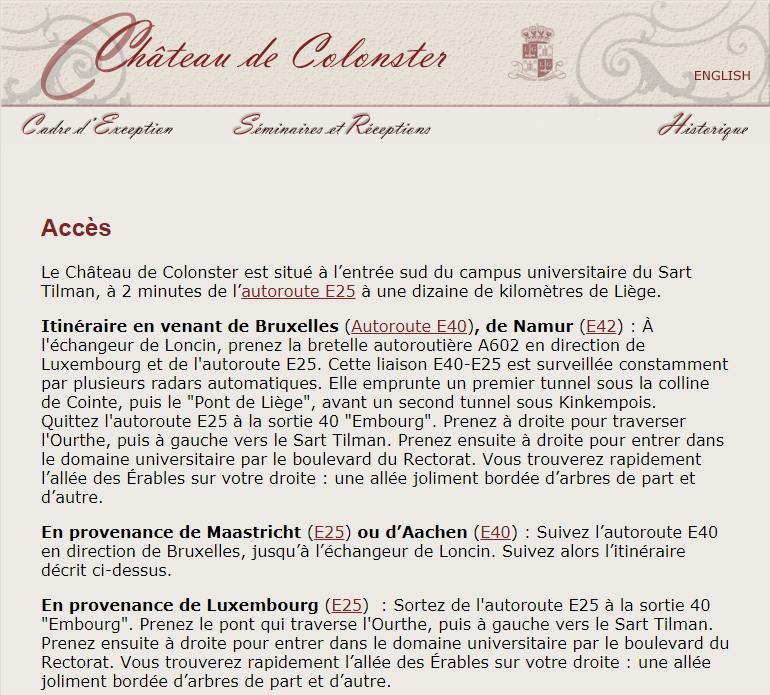 Château de Colonster
ENGLISH
Cadre d'Exception
Séminaires et Réceptions
Historique
Accès
Le Château de Colonster est situé à l’entrée sud du campus universitaire du Sart
Tilman, à 2 minutes de l’autoroute E25 à une dizaine de kilomètres de Liège.
Itinéraire en venant de Bruxelles (Autoroute E40), de Namur (E42) : À
l'échangeur de Loncin, prenez la bretelle autoroutière A602 en direction de
Luxembourg et de l'autoroute E25. Cette liaison E40-E25 est surveillée constamment
par plusieurs radars automatiques. Elle emprunte un premier tunnel sous la colline
de Cointe, puis le "Pont de Liège", avant un second tunnel sous Kinkempois.
Quittez l'autoroute E25 à la sortie 40 "Embourg". Prenez à droite pour traverser
l'Ourthe, puis à gauche vers le Sart Tilman. Prenez ensuite à droite pour entrer dans
le domaine universitaire par le boulevard du Rectorat. Vous trouverez rapidement
l’allée des Érables sur votre droite : une allée joliment bordée d’arbres de part et
d’autre.
En provenance de Maastricht (E25) ou d’Aachen (E40) : Suivez l’autoroute E40
en direction de Bruxelles, jusqu’à l’échangeur de Loncin. Suivez alors l’itinéraire
décrit ci-dessus.
En provenance de Luxembourg (E25)  : Sortez de l'autoroute E25 à la sortie 40
"Embourg". Prenez le pont qui traverse l'Ourthe, puis à gauche vers le Sart Tilman.
Prenez ensuite à droite pour entrer dans le domaine universitaire par le boulevard du
Rectorat. Vous trouverez rapidement l’allée des Érables sur votre droite : une allée
joliment bordée d’arbres de part et d’autre.